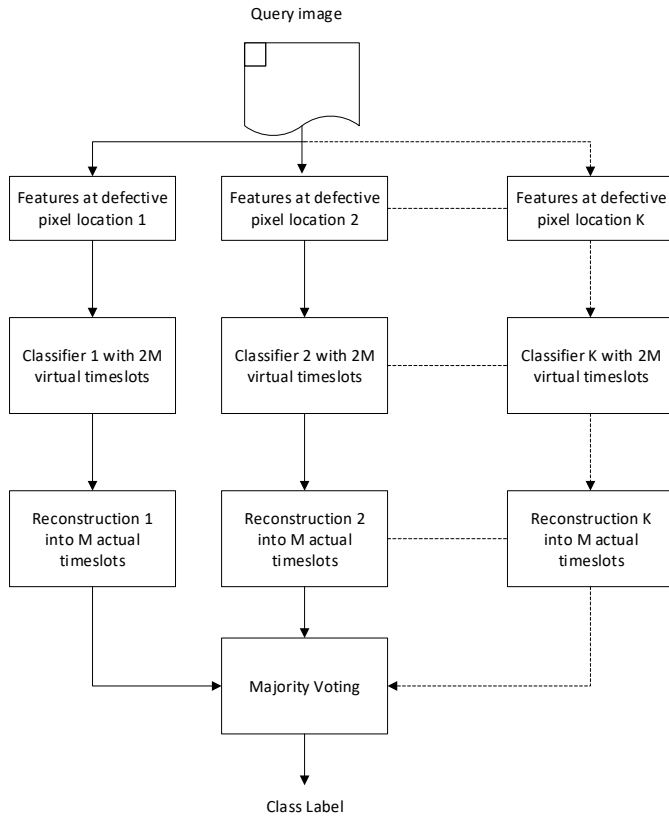 Query image
Features at defective
pixel location 1
Features at defective
pixel location 2
Features at defective
pixel location K
Classifier 1 with 2M
virtual timeslots
Classifier 2 with 2M
virtual timeslots
Classifier K with 2M
virtual timeslots
Reconstruction 1
into M actual
timeslots
Reconstruction 2
into M actual
timeslots
Reconstruction K
into M actual
timeslots
Majority Voting
Class Label